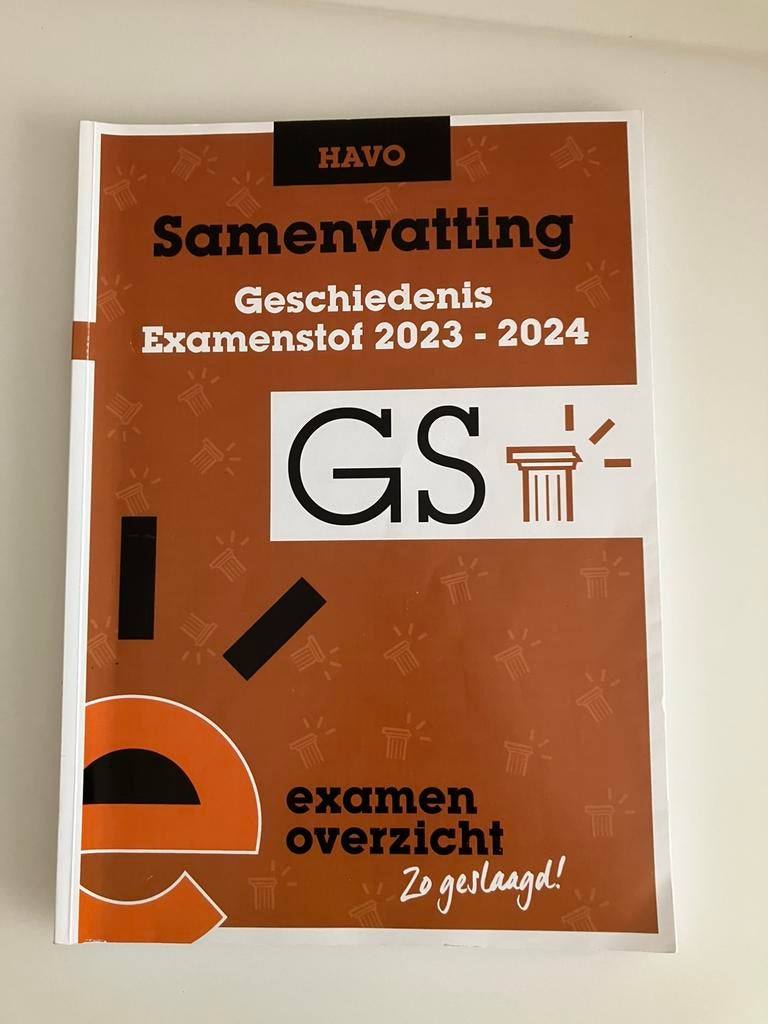 HAVO
Samenvatting
Geschiedenis
Examenstof 2023 - 2024
GS
e
examen
overzicht
Zo geslaagd!